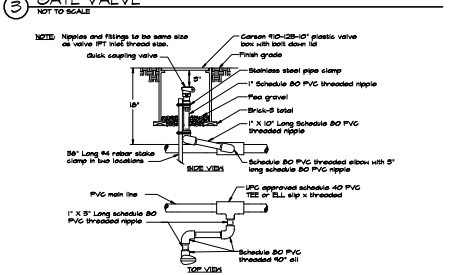 3 GATE VALVE
NOT TO SCALE
NOTE: Nipples and fittings to be same size
as valve IPT inlet thread size.
Quick coupling valve
Carson 910-12B-10" plastic valve
box with bolt down lid
Finish grade
Stainless steel pipe clamp
3"
1" Schedule 80 PVC threaded nipple
Pea gravel
18"
Brick-3 total
1" X 10" Long Schedule 80 PVC
threaded nipple
36" Long #4 rebar stake
clamp in two locations
Schedule 80 PVC threaded elbow with 3"
long schedule 80 PVC nipple
SIDE VIEW
PVC main line
UPC approved schedule 40 PVC
TEE or ELL slip x threaded
1" X 3" Long schedule 80
PVC threaded nipple
Schedule 80 PVC
threaded 90° ell
TOP VIEW